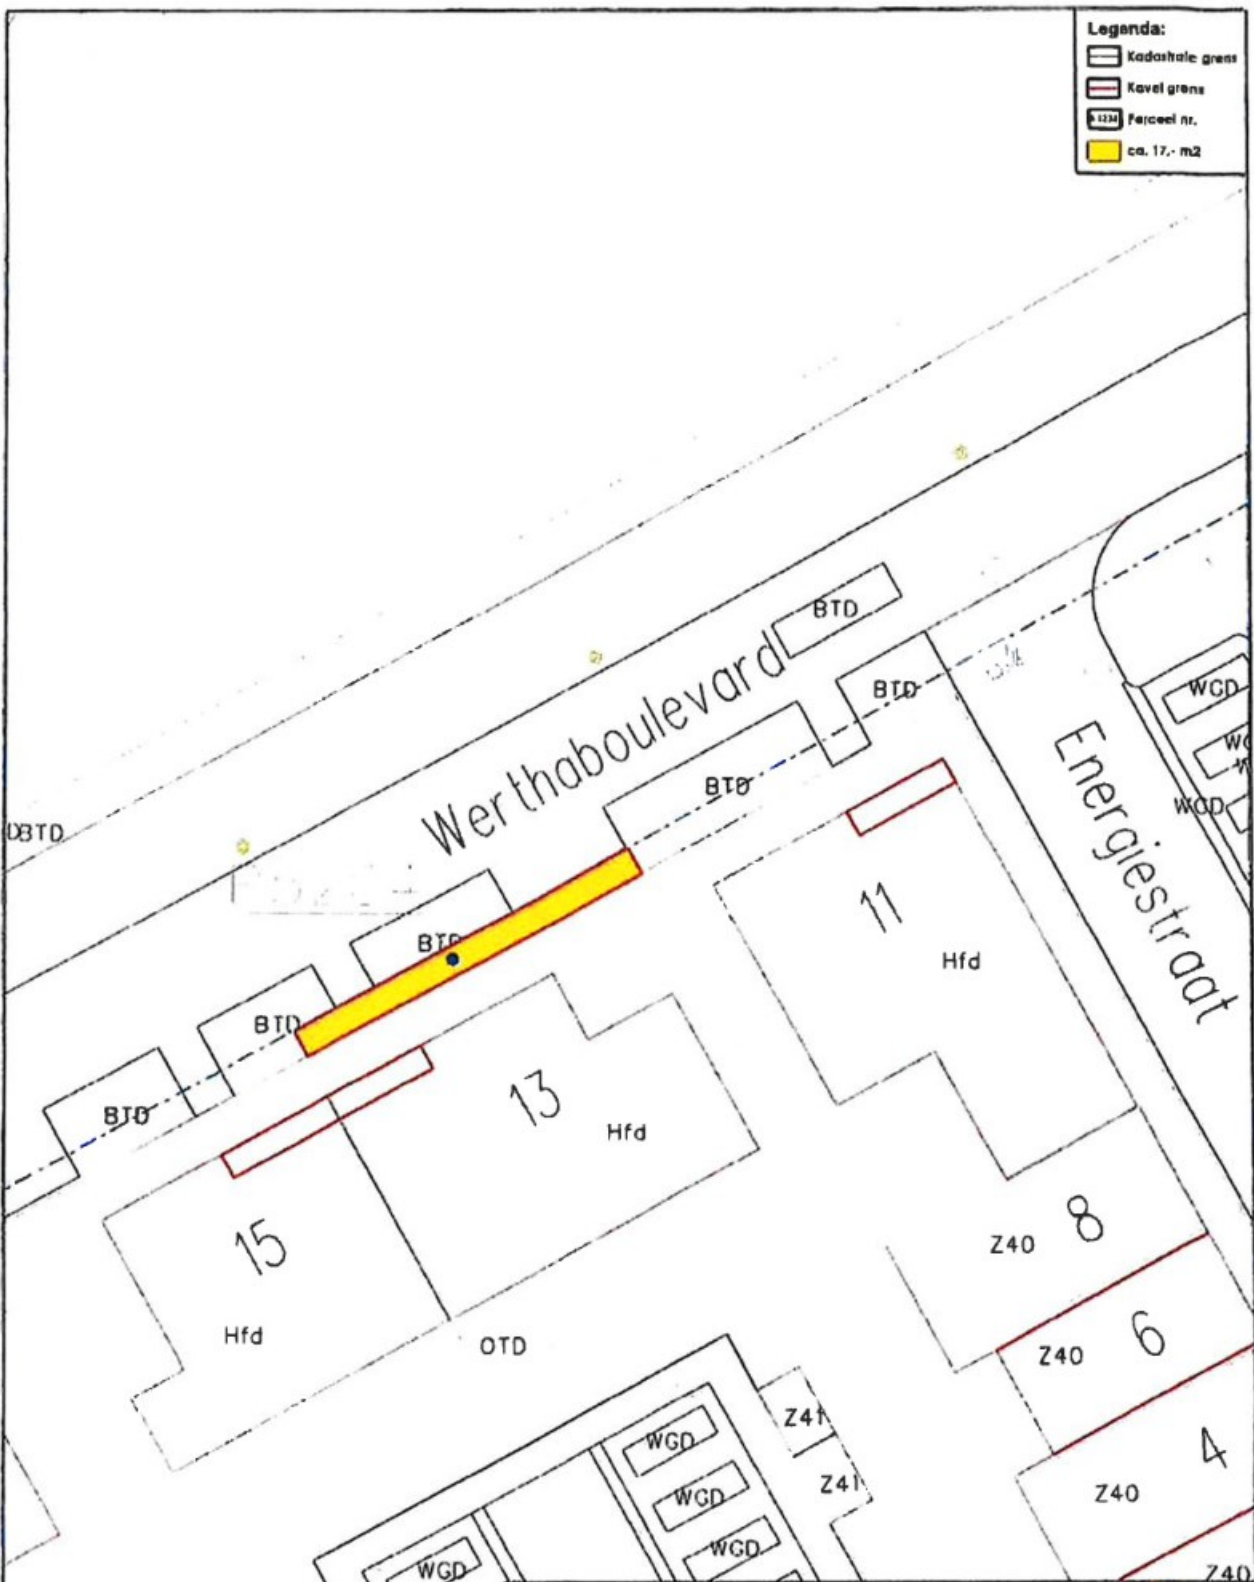 Legenda:
Kadastrale grens
Kavel grens
Perceel nr.
ca. 17,- m2
BTD
BTD
WGD
Werthaboulevard
BTD
WGD
DBTD
Energiestraat
11
BTD
Hfd
BTD
13
BTD
Hfd
15
8
Z40
Hfd
OTD
6
Z40
Z41
4
WGD
Z41
Z40
WGD
WGD
WGD
Z40